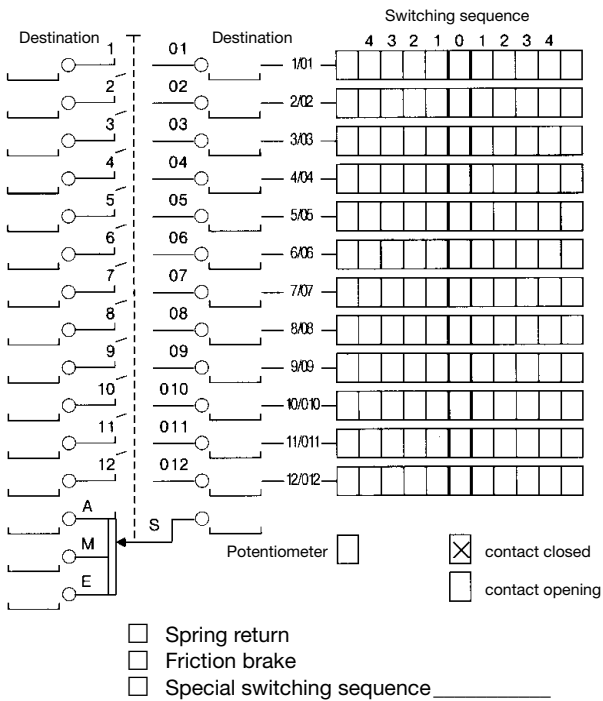 Switching sequence
Destination Destination 4 3 2 1 0 1 2 3 4
1 01 1/01
2 02 2/02
3 03 3/03
4 04 4/04
5 05 5/05
6 06 6/06
7 07 7/07
8 08 8/08
9 09 9/09
10 010 10/010
11 011 11/011
12 012 12/012
A
S
M
E
Potentiometer
contact closed
contact opening
Spring return
Friction brake
Special switching sequence